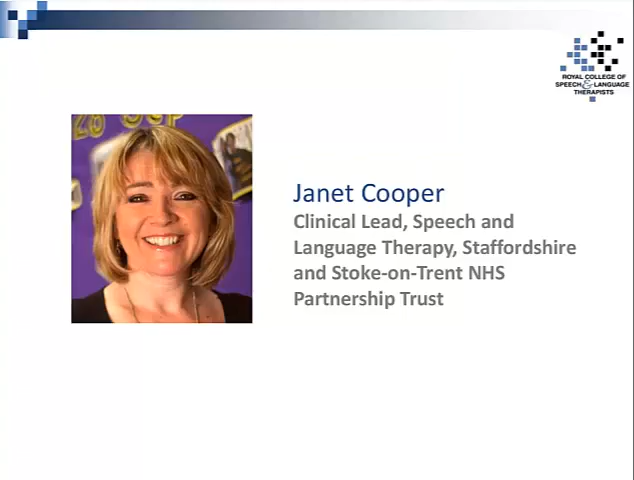 ROYAL COLLEGE OF
SPEECH & LANGUAGE
THERAPISTS
Janet Cooper
Clinical Lead, Speech and
Language Therapy, Staffordshire
and Stoke-on-Trent NHS
Partnership Trust